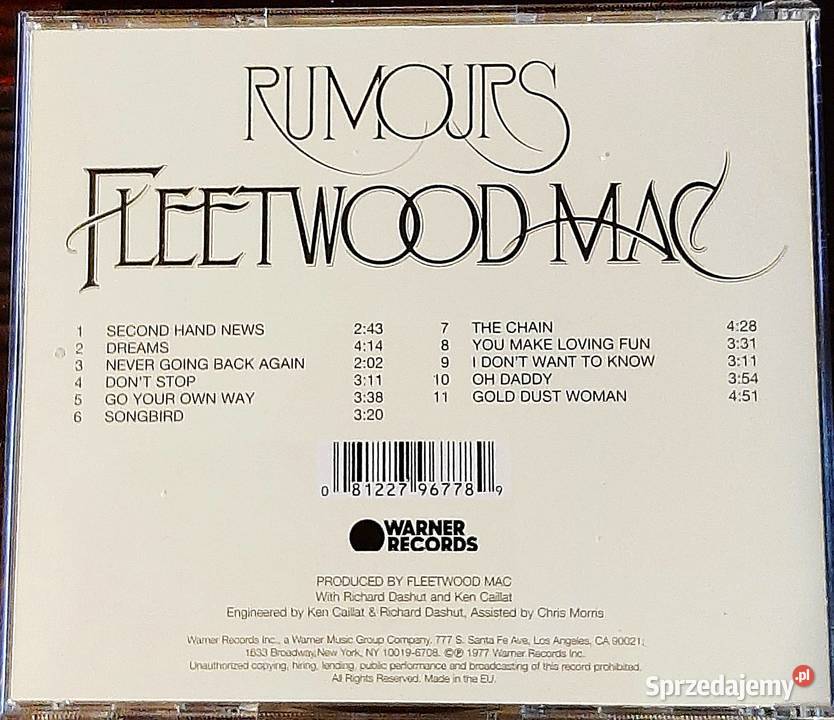 RUMOURS
FLEETWOOD MAC
1 SECOND HAND NEWS 2:43
2 DREAMS 4:14
3 NEVER GOING BACK AGAIN 2:02
4 DON'T STOP 3:11
5 GO YOUR OWN WAY 3:38
6 SONGBIRD 3:20
7 THE CHAIN 4:28
8 YOU MAKE LOVING FUN 3:31
9 I DON'T WANT TO KNOW 3:11
10 OH DADDY 3:54
11 GOLD DUST WOMAN 4:51
0 81227 96778 9
WARNER
RECORDS
PRODUCED BY FLEETWOOD MAC
With Richard Dashut and Ken Caillat
Engineered by Ken Caillat & Richard Dashut, Assisted by Chris Morris
Warner Records Inc., a Warner Music Group Company. 777 S. Santa Fe Ave, Los Angeles, CA 90021;
1633 Broadway, New York, NY 10019-6708. ©℗ 1977 Warner Records Inc.
Unauthorized copying, hiring, lending, public performance and broadcasting of this record prohibited.
All Rights Reserved. Made in the EU.
Sprzedajemy.pl